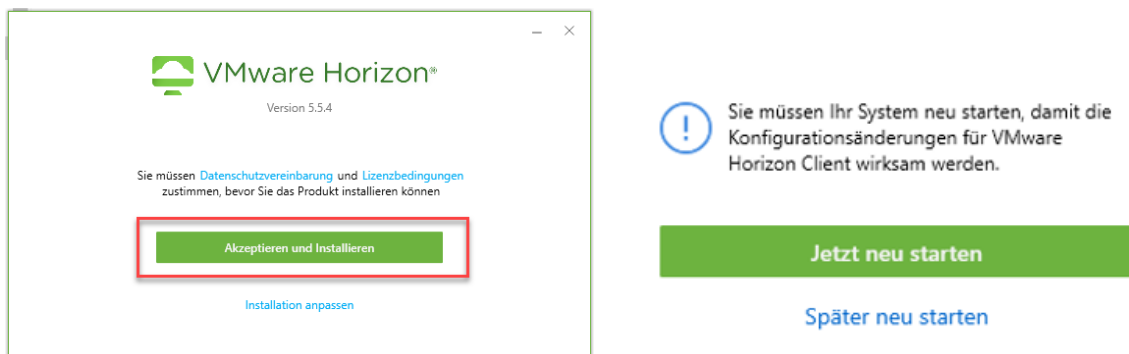 VMware Horizon®
Version 5.5.4
Sie müssen Datenschutzvereinbarung und Lizenzbedingungen
zustimmen, bevor Sie das Produkt installieren können
Akzeptieren und Installieren
Installation anpassen
Sie müssen Ihr System neu starten, damit die
Konfigurationsänderungen für VMware
Horizon Client wirksam werden.
Jetzt neu starten
Später neu starten